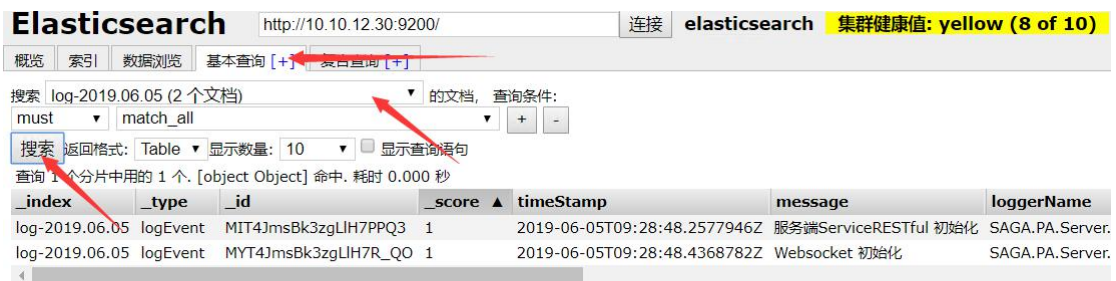 Elasticsearch http://10.10.12.30:9200/ 连接 elasticsearch 集群健康值: yellow (8 of 10)
概览 索引 数据浏览 基本查询 [+] 复合查询 [+]
搜索 log-2019.06.05 (2 个文档) 的文档, 查询条件:
must match_all + -
搜索 返回格式: Table 显示数量: 10 显示查询语句
查询 1 个分片中用的 1 个. [object Object] 命中. 耗时 0.000 秒
_index _type _id _score ▲ timeStamp message loggerName
log-2019.06.05 logEvent MIT4JmsBk3zgLlH7PPQ3 1 2019-06-05T09:28:48.2577946Z 服务端ServiceRESTful 初始化 SAGA.PA.Server.
log-2019.06.05 logEvent MYT4JmsBk3zgLlH7R_QO 1 2019-06-05T09:28:48.4368782Z Websocket 初始化 SAGA.PA.Server.